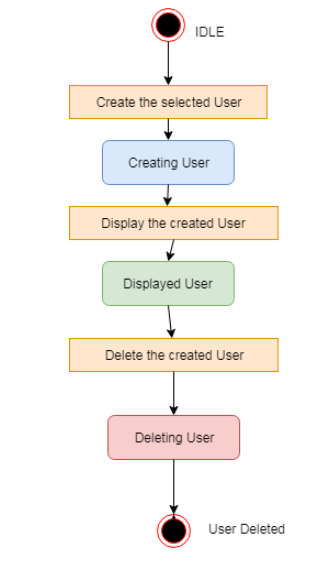 IDLE
Create the selected User
Creating User
Display the created User
Displayed User
Delete the created User
Deleting User
User Deleted